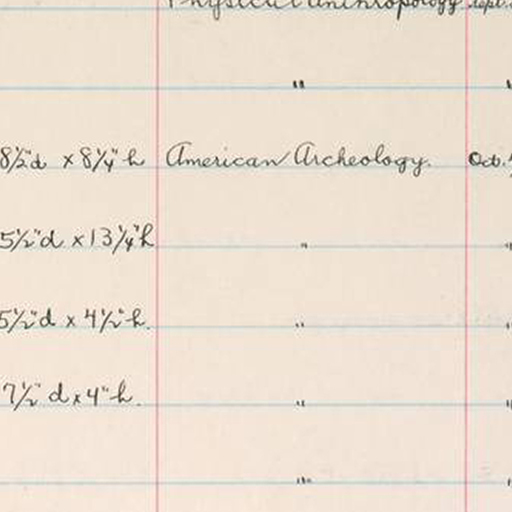 Physical anthropology Sept.
"
8½"d x 8¼"h American Archeology. Oct.
5½"d x 13¼"h "
5½"d x 4½"h. "
7½" d x 4"h. "
"